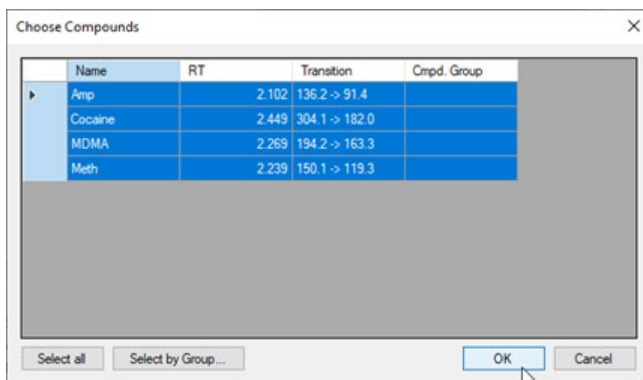 Choose Compounds
Name RT Transition Cmpd. Group
Amp 2.102 136.2 -> 91.4
Cocaine 2.449 304.1 -> 182.0
MDMA 2.269 194.2 -> 163.3
Meth 2.239 150.1 -> 119.3
Select all Select by Group... OK Cancel